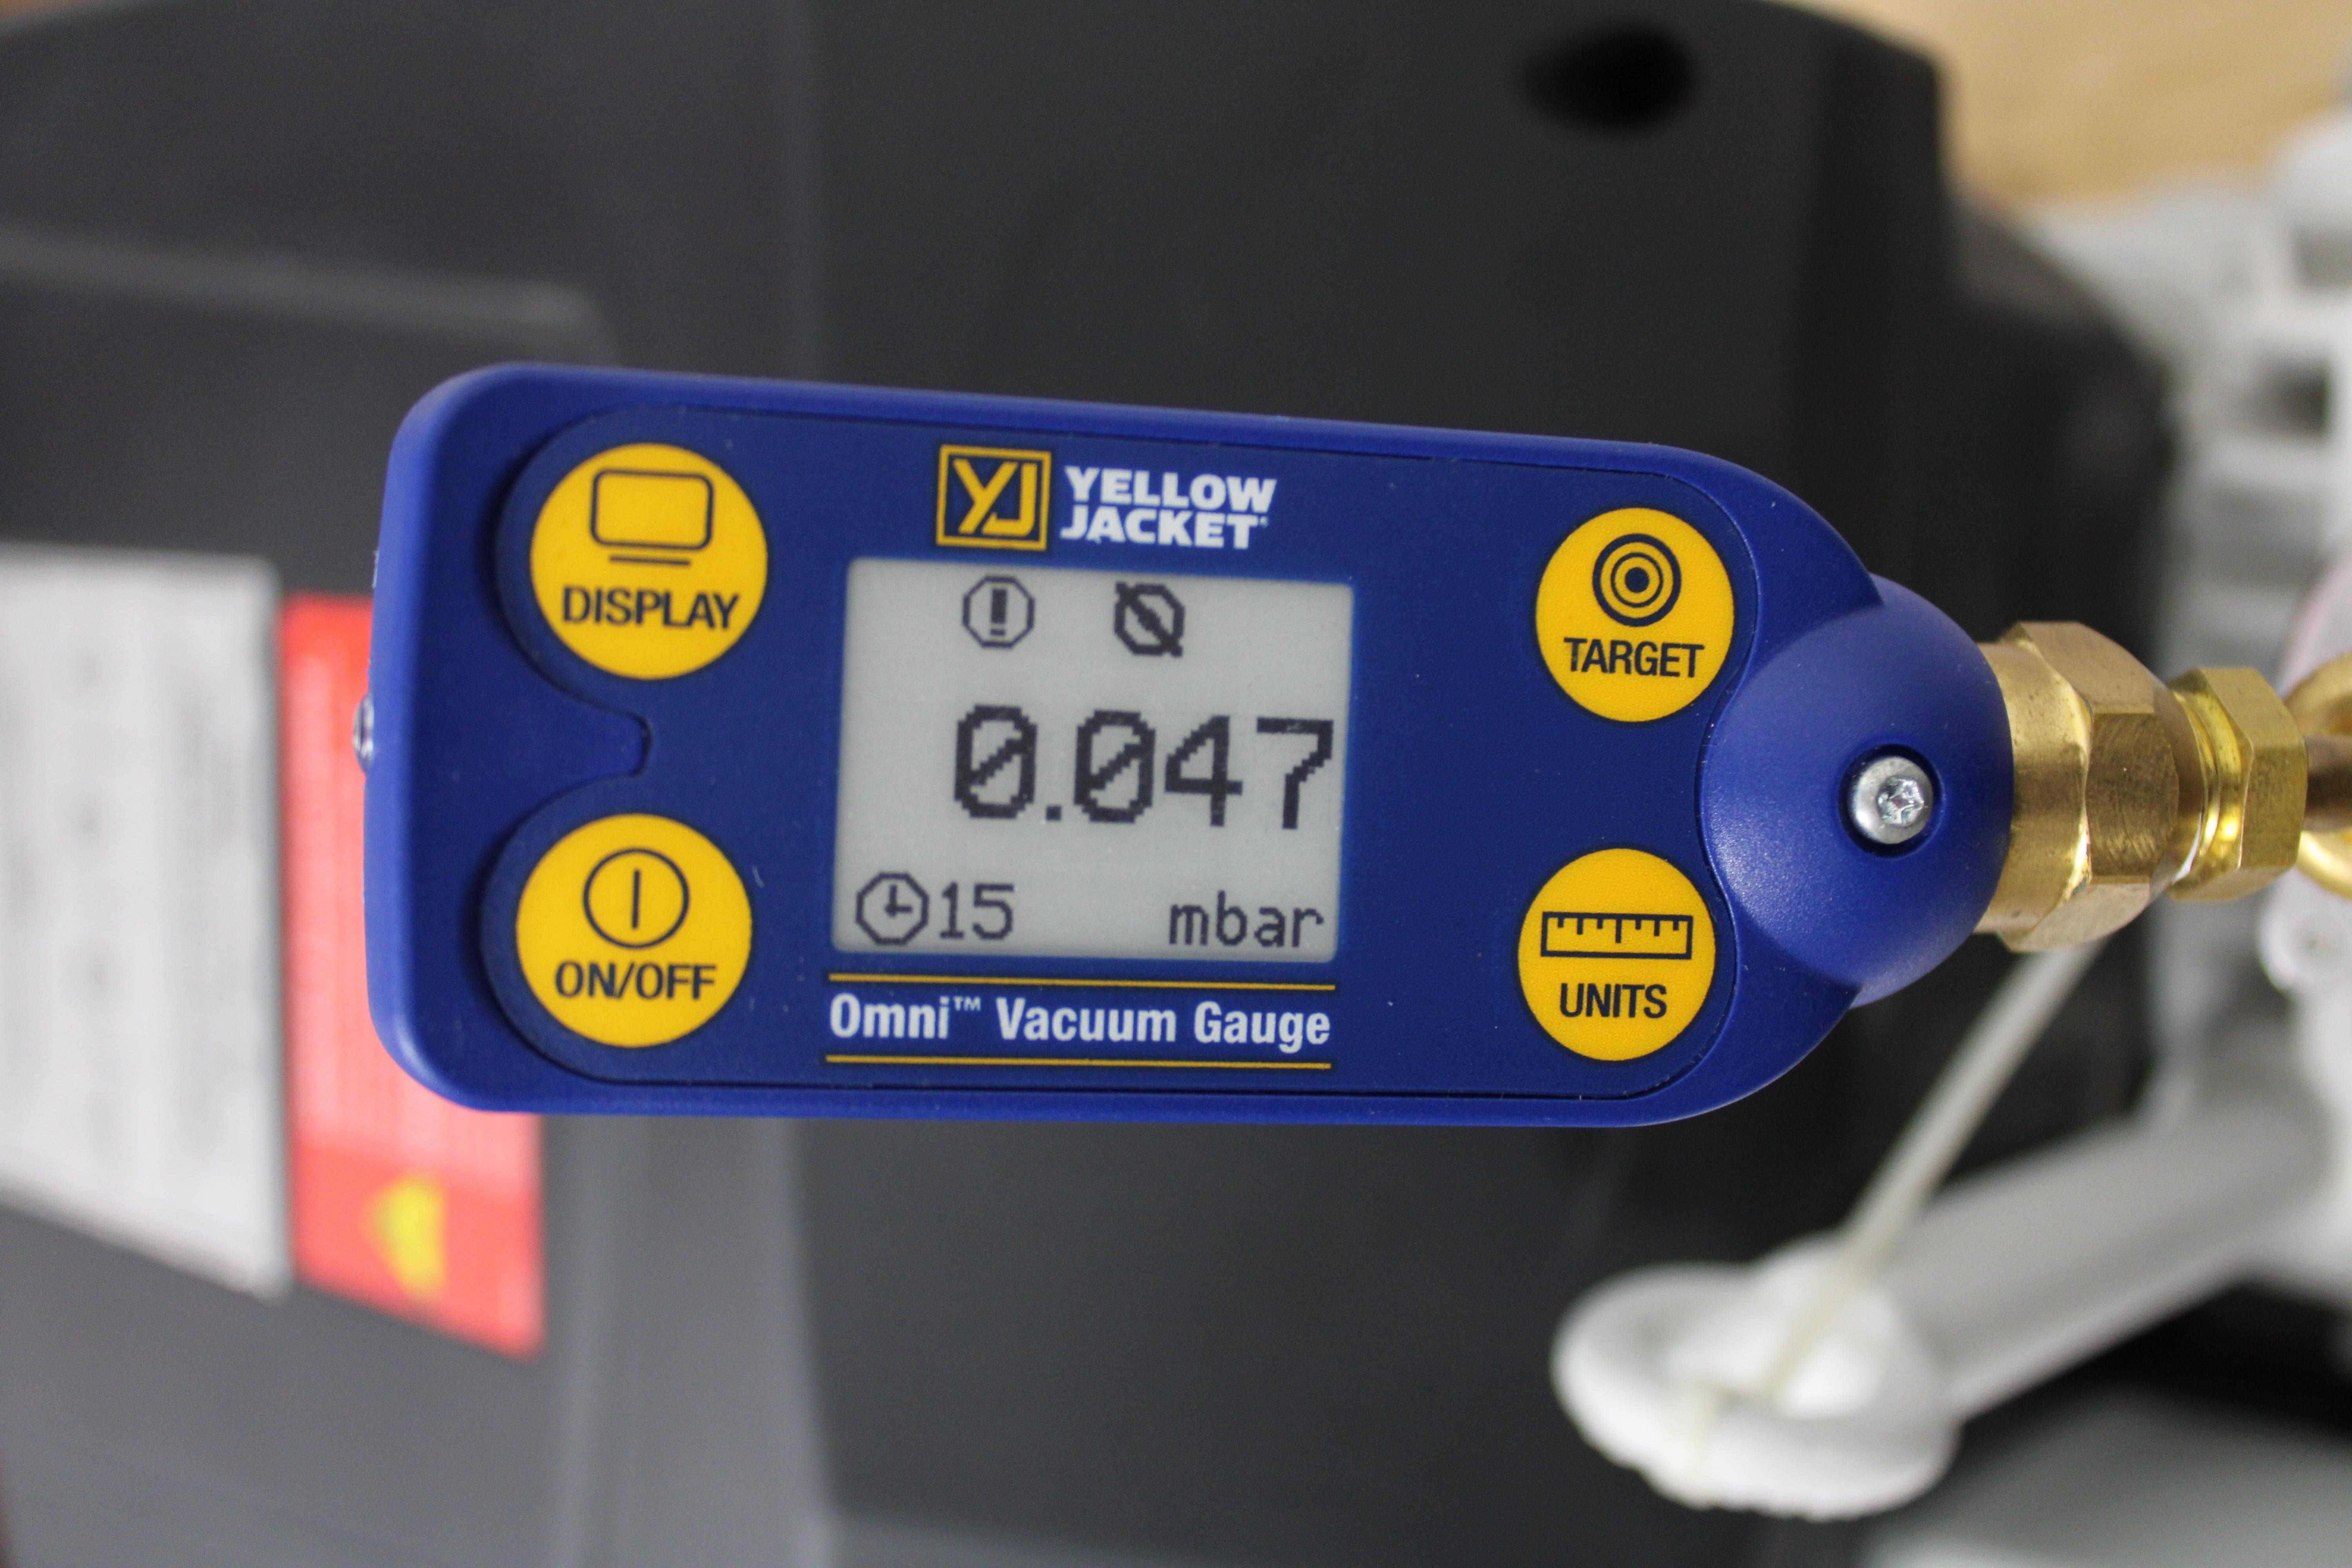 DISPLAY
YJ YELLOW
JACKET
TARGET
0.047
15 mbar
ON/OFF
Omni™ Vacuum Gauge
UNITS